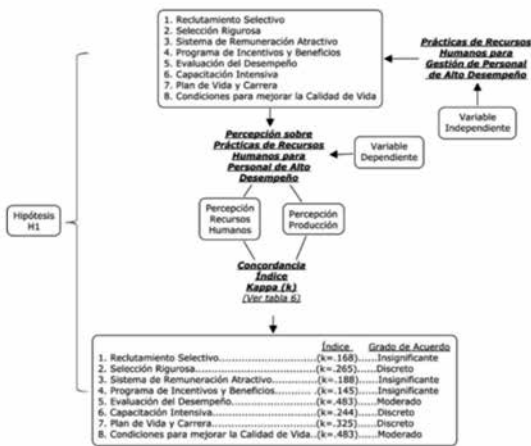 1. Reclutamiento Selectivo
2. Selección Rigurosa
3. Sistema de Remuneración Atractivo
4. Programa de Incentivos y Beneficios
5. Evaluación del Desempeño
6. Capacitación Intensiva
7. Plan de Vida y Carrera
8. Condiciones para mejorar la Calidad de Vida
Prácticas de Recursos
Humanos para
Gestión de Personal
de Alto Desempeño
Variable
Independiente
Percepción sobre
Prácticas de Recursos
Humanos para
Personal de Alto
Desempeño
Variable
Dependiente
Hipótesis
H1
Percepción
Recursos
Humanos
Percepción
Producción
Concordancia
Índice
Kappa (k)
(Ver tabla 6)
Índice Grado de Acuerdo
1. Reclutamiento Selectivo............................(k=.168)......Insignificante
2. Selección Rigurosa..................................(k=.265)......Discreto
3. Sistema de Remuneración Atractivo............(k=.188)......Insignificante
4. Programa de Incentivos y Beneficios...........(k=.145)......Insignificante
5. Evaluación del Desempeño........................(k=.483)......Moderado
6. Capacitación Intensiva.............................(k=.244)......Discreto
7. Plan de Vida y Carrera.............................(k=.325)......Discreto
8. Condiciones para mejorar la Calidad de Vida..(k=.483)......Moderado